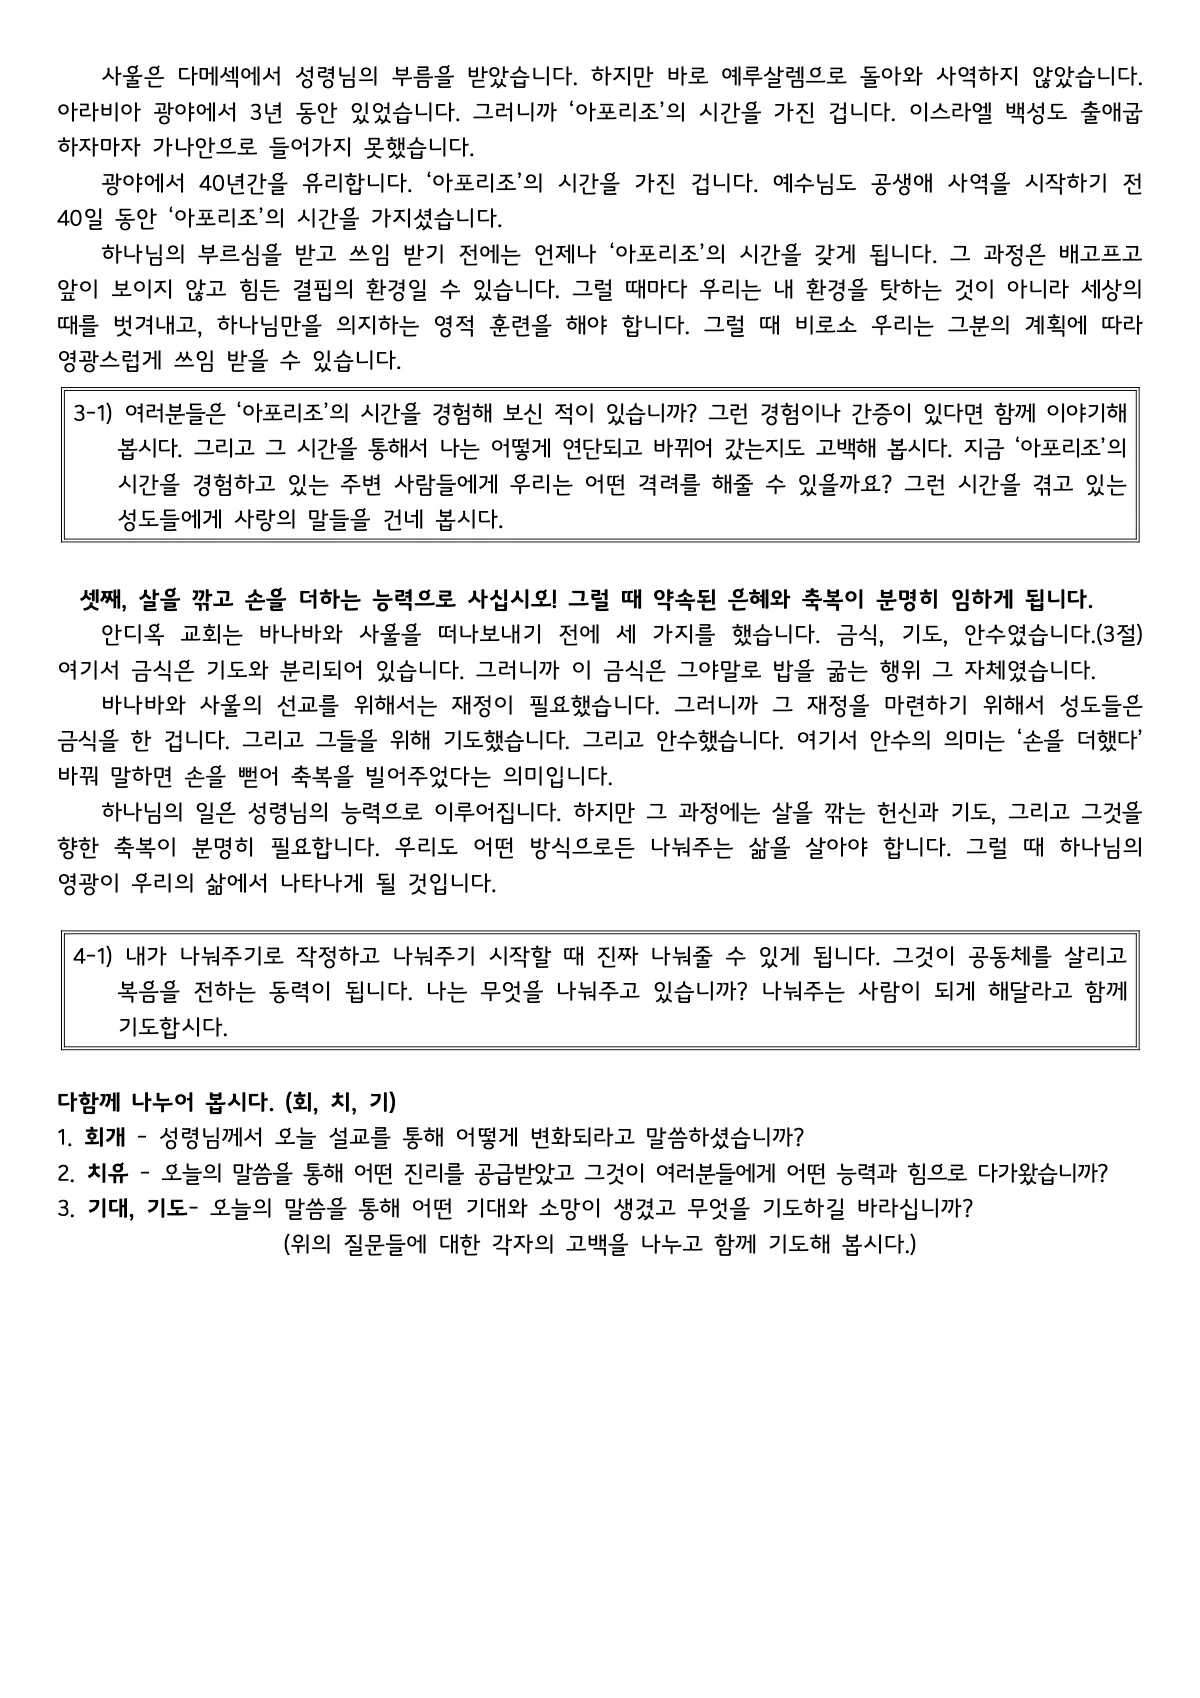 사울은 다메섹에서 성령님의 부름을 받았습니다. 하지만 바로 예루살렘으로 돌아와 사역하지 않았습니다.
아라비아 광야에서 3년 동안 있었습니다. 그러니까 ‘아포리조’의 시간을 가진 겁니다. 이스라엘 백성도 출애굽
하자마자 가나안으로 들어가지 못했습니다.
광야에서 40년간을 유리합니다. ‘아포리조’의 시간을 가진 겁니다. 예수님도 공생애 사역을 시작하기 전
40일 동안 ‘아포리조’의 시간을 가지셨습니다.
하나님의 부르심을 받고 쓰임 받기 전에는 언제나 ‘아포리조’의 시간을 갖게 됩니다. 그 과정은 배고프고
앞이 보이지 않고 힘든 결핍의 환경일 수 있습니다. 그럴 때마다 우리는 내 환경을 탓하는 것이 아니라 세상의
때를 벗겨내고, 하나님만을 의지하는 영적 훈련을 해야 합니다. 그럴 때 비로소 우리는 그분의 계획에 따라
영광스럽게 쓰임 받을 수 있습니다.
3-1) 여러분들은 ‘아포리조’의 시간을 경험해 보신 적이 있습니까? 그런 경험이나 간증이 있다면 함께 이야기해
봅시다. 그리고 그 시간을 통해서 나는 어떻게 연단되고 바뀌어 갔는지도 고백해 봅시다. 지금 ‘아포리조’의
시간을 경험하고 있는 주변 사람들에게 우리는 어떤 격려를 해줄 수 있을까요? 그런 시간을 겪고 있는
성도들에게 사랑의 말들을 건네 봅시다.
셋째, 살을 깎고 손을 더하는 능력으로 사십시오! 그럴 때 약속된 은혜와 축복이 분명히 임하게 됩니다.
안디옥 교회는 바나바와 사울을 떠나보내기 전에 세 가지를 했습니다. 금식, 기도, 안수였습니다.(3절)
여기서 금식은 기도와 분리되어 있습니다. 그러니까 이 금식은 그야말로 밥을 굶는 행위 그 자체였습니다.
바나바와 사울의 선교를 위해서는 재정이 필요했습니다. 그러니까 그 재정을 마련하기 위해서 성도들은
금식을 한 겁니다. 그리고 그들을 위해 기도했습니다. 그리고 안수했습니다. 여기서 안수의 의미는 ‘손을 더했다’
바꿔 말하면 손을 뻗어 축복을 빌어주었다는 의미입니다.
하나님의 일은 성령님의 능력으로 이루어집니다. 하지만 그 과정에는 살을 깎는 헌신과 기도, 그리고 그것을
향한 축복이 분명히 필요합니다. 우리도 어떤 방식으로든 나눠주는 삶을 살아야 합니다. 그럴 때 하나님의
영광이 우리의 삶에서 나타나게 될 것입니다.
4-1) 내가 나눠주기로 작정하고 나눠주기 시작할 때 진짜 나눠줄 수 있게 됩니다. 그것이 공동체를 살리고
복음을 전하는 동력이 됩니다. 나는 무엇을 나눠주고 있습니까? 나눠주는 사람이 되게 해달라고 함께
기도합시다.
다함께 나누어 봅시다. (회, 치, 기)
1. 회개 - 성령님께서 오늘 설교를 통해 어떻게 변화되라고 말씀하셨습니까?
2. 치유 - 오늘의 말씀을 통해 어떤 진리를 공급받았고 그것이 여러분들에게 어떤 능력과 힘으로 다가왔습니까?
3. 기대, 기도- 오늘의 말씀을 통해 어떤 기대와 소망이 생겼고 무엇을 기도하길 바라십니까?
(위의 질문들에 대한 각자의 고백을 나누고 함께 기도해 봅시다.)